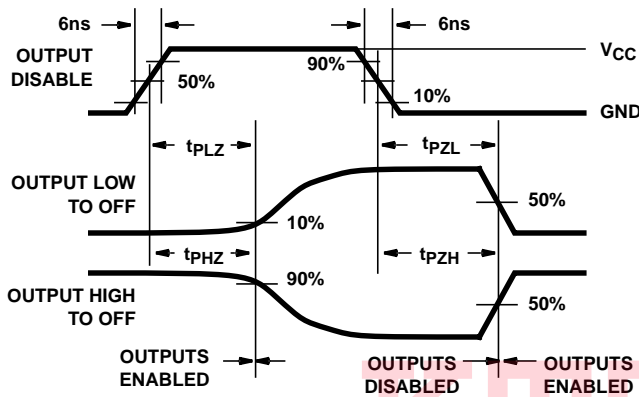 6ns
6ns
OUTPUT
DISABLE
50%
90%
10%
VCC
GND
tPLZ
tPZL
OUTPUT LOW
TO OFF
10%
50%
tPHZ
tPZH
OUTPUT HIGH
TO OFF
90%
50%
OUTPUTS
ENABLED
OUTPUTS
DISABLED
OUTPUTS
ENABLED